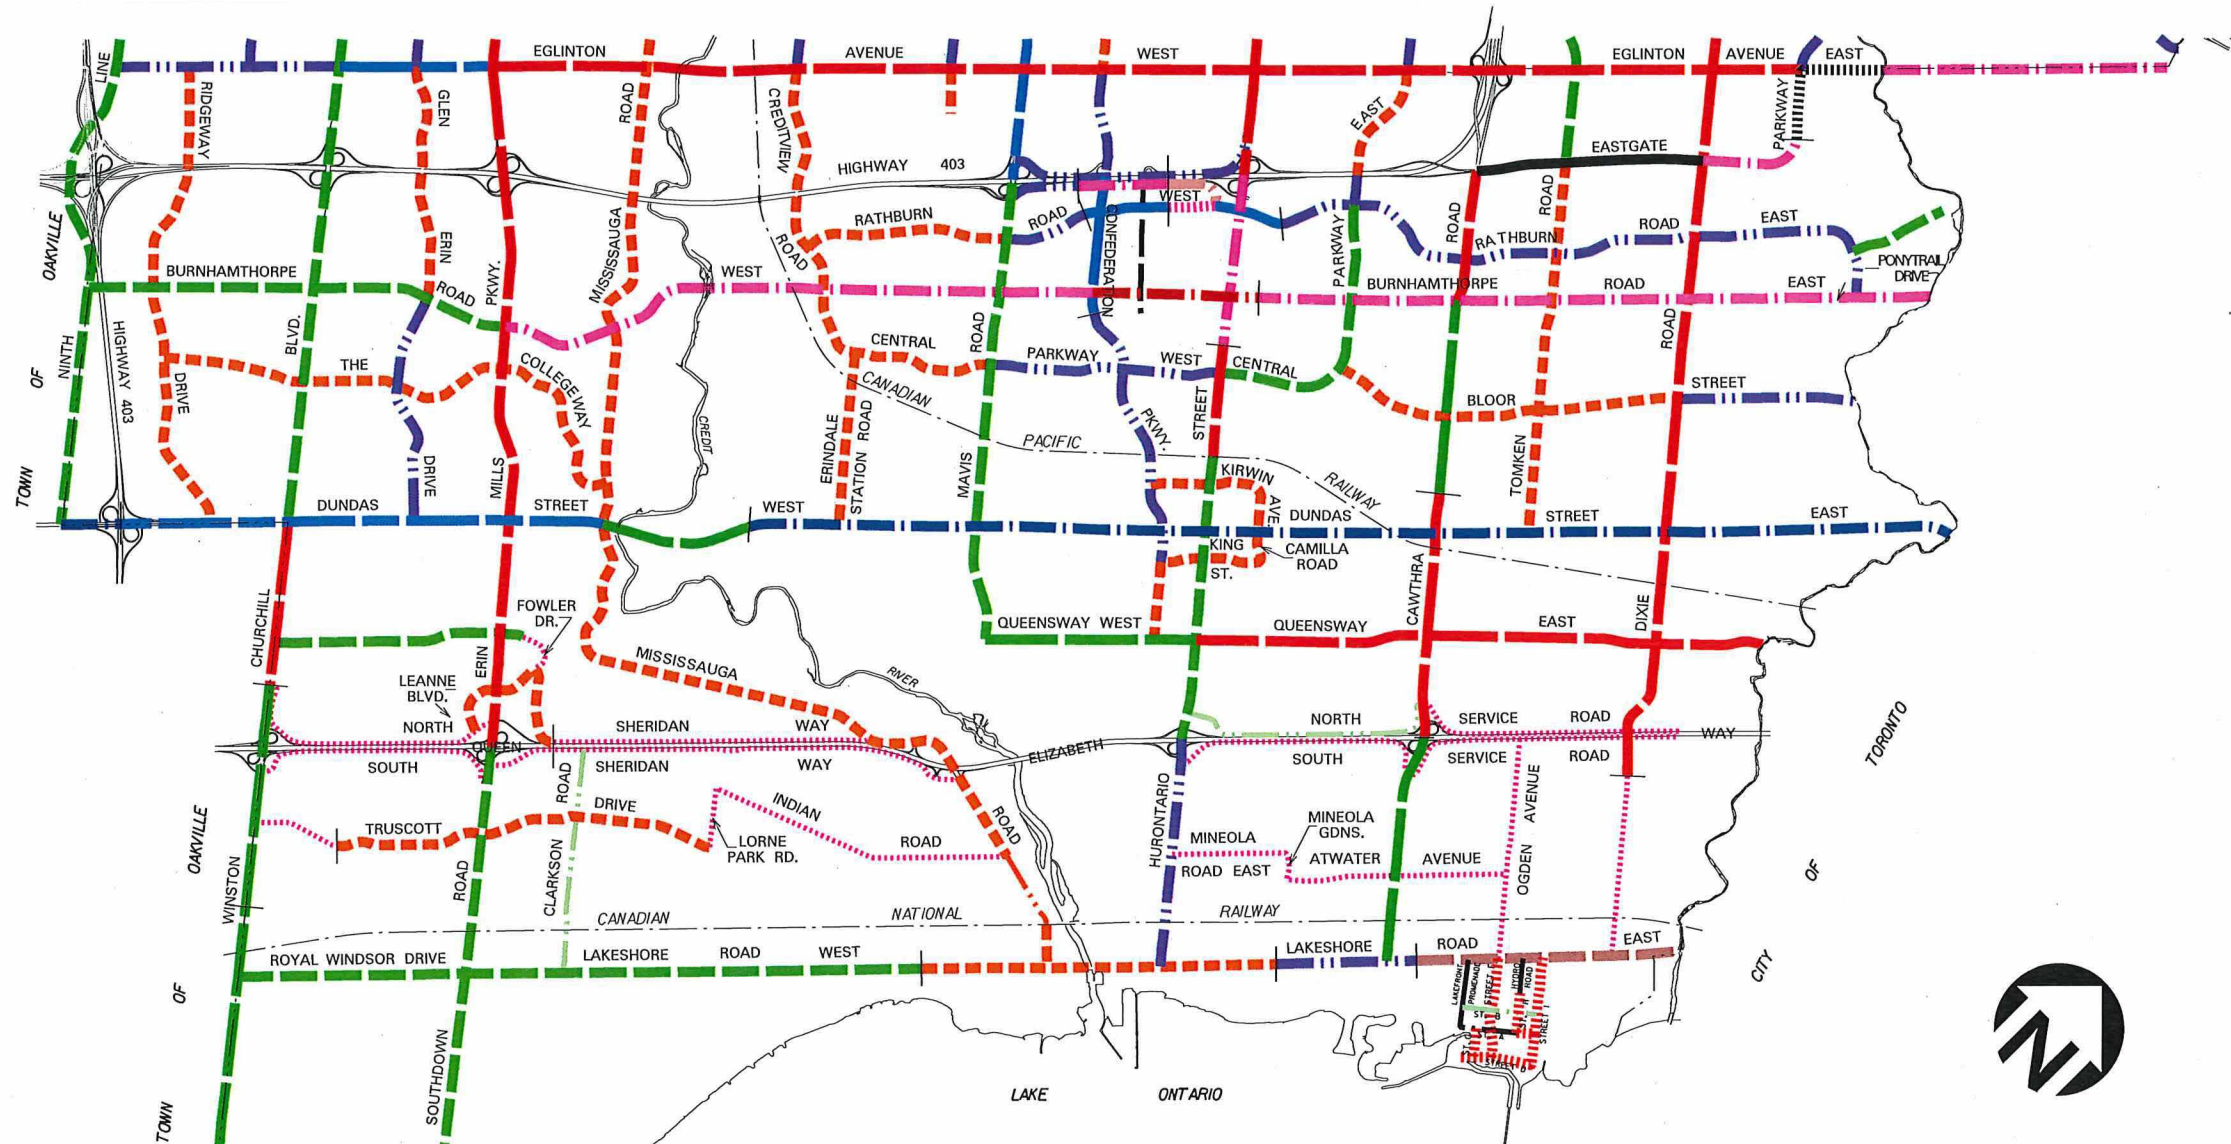 EGLINTON AVENUE WEST EGLINTON AVENUE EAST
LINE
RIDGEWAY
GLEN
ROAD
CREDITVIEW
HIGHWAY 403
EAST
EASTGATE
PARKWAY
ROAD
OAKVILLE
WEST
RATHBURN ROAD
CONFEDERATION
PARKWAY
ROAD
RATHBURN ROAD EAST
PONYTRAIL
DRIVE
ERIN
PKWY.
MISSISSAUGA
ROAD
BURNHAMTHORPE ROAD WEST
BURNHAMTHORPE ROAD EAST
OF
NINTH
HIGHWAY 403
BLVD.
THE COLLEGEWAY
CENTRAL
ROAD
PARKWAY WEST
CENTRAL
ROAD
STREET
BLOOR
DRIVE
CANADIAN PACIFIC RAILWAY
CREDIT
ERINDALE
STATION ROAD
PKWY.
STREET
TOWN
DRIVE
MILLS
MAVIS
KIRWIN
AVE.
TOMKEN
DUNDAS STREET WEST
DUNDAS STREET EAST
KING
ST.
CAMILLA
ROAD
CHURCHILL
FOWLER
DR.
CAWTHRA
DIXIE
QUEENSWAY WEST
QUEENSWAY EAST
ERIN
MISSISSAUGA
RIVER
LEANNE
BLVD.
NORTH SHERIDAN WAY
NORTH SERVICE ROAD
QUEEN ELIZABETH WAY
SOUTH SHERIDAN WAY
SOUTH SERVICE ROAD
TORONTO
ROAD
OAKVILLE
TRUSCOTT DRIVE
INDIAN ROAD
LORNE
PARK RD.
ROAD
HURONTARIO
MINEOLA
ROAD EAST
MINEOLA
GDNS.
ATWATER AVENUE
OGDEN AVENUE
OF
WINSTON
ROAD
CLARKSON
CANADIAN NATIONAL RAILWAY
ROYAL WINDSOR DRIVE
LAKESHORE ROAD WEST
LAKESHORE ROAD EAST
CITY
OF
LAKEFRONT
PROMENADE
STREET
HYDRO
ROAD
STREET I
ST.
SOUTHDOWN
LAKE ONTARIO
TOWN
N